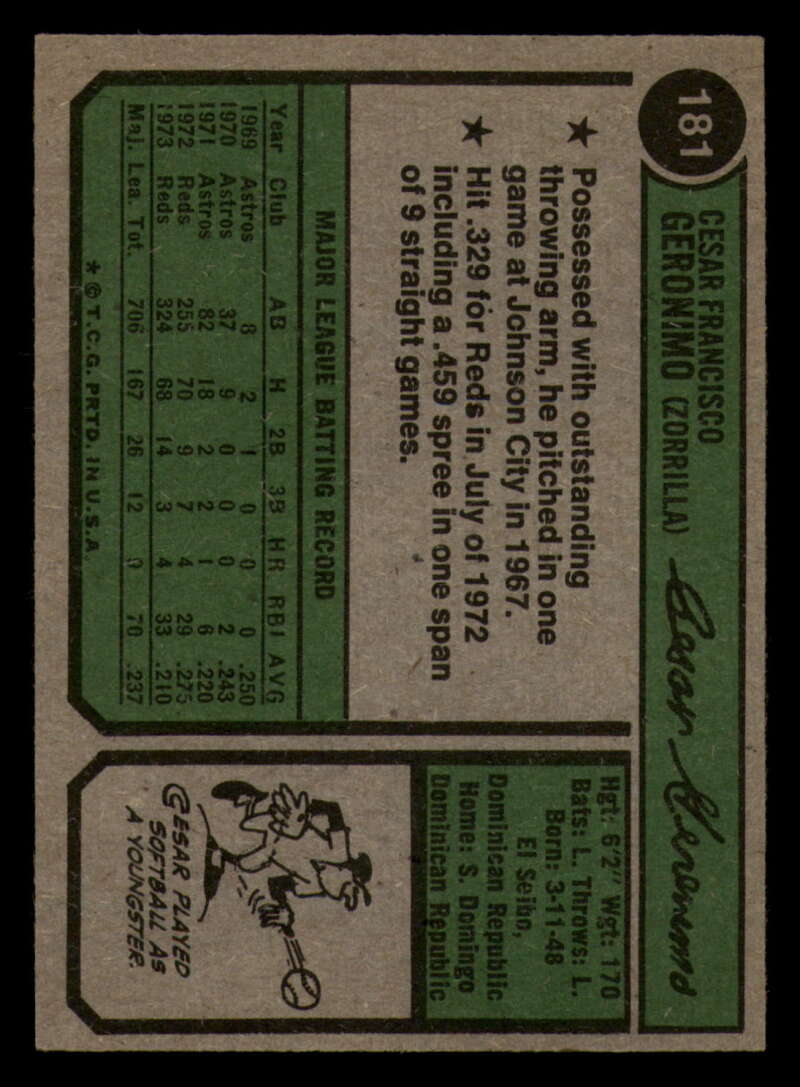 181
CESAR FRANCISCO
GERONIMO (ZORRILLA)
Cesar Geronimo
★ Possessed with outstanding
throwing arm, he pitched in one
game at Johnson City in 1967.
★ Hit .329 for Reds in July of 1972
including a .459 spree in one span
of 9 straight games.
MAJOR LEAGUE BATTING RECORD
Year Club AB H 2B 3B HR RBI AVG
1969 Astros 8 2 1 0 0 0 .250
1970 Astros 37 9 0 0 0 2 .243
1971 Astros 82 18 2 2 1 6 .220
1972 Reds 255 70 9 7 4 29 .275
1973 Reds 324 68 14 3 4 33 .210
Maj. Lea. Tot. 706 167 26 12 9 70 .237
* © T.C.G. PRTD. IN U.S.A.
Hgt: 6'2" Wgt: 170
Bats: L. Throws: L.
Born: 3-11-48
El Seibo,
Dominican Republic
Home: S. Domingo
Dominican Republic
CESAR PLAYED
SOFTBALL AS
A YOUNGSTER.